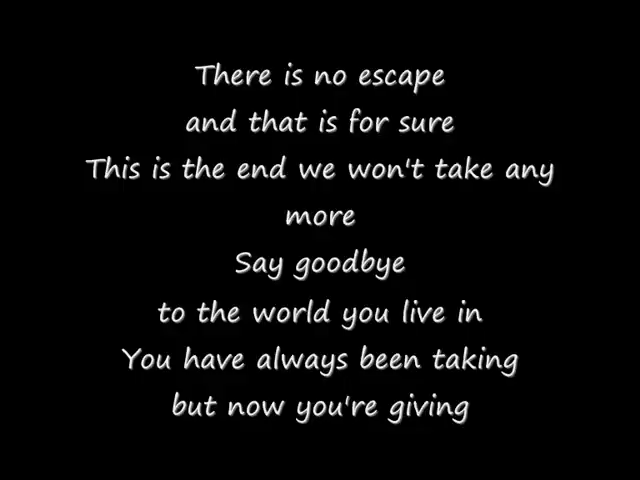 There is no escape
and that is for sure
This is the end we won't take any
more
Say goodbye
to the world you live in
You have always been taking
but now you're giving